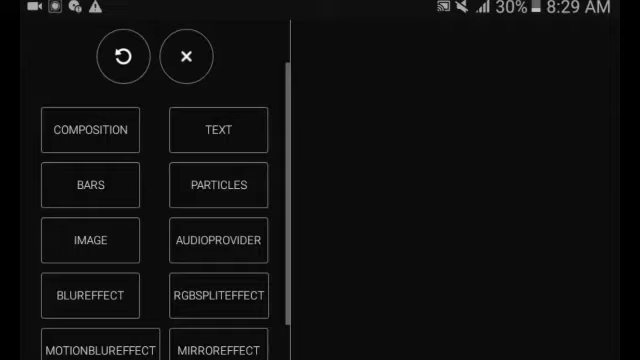 30% 8:29 AM
COMPOSITION TEXT
BARS PARTICLES
IMAGE AUDIOPROVIDER
BLUREFFECT RGBSPLITEFFECT
MOTIONBLUREFFECT MIRROREFFECT